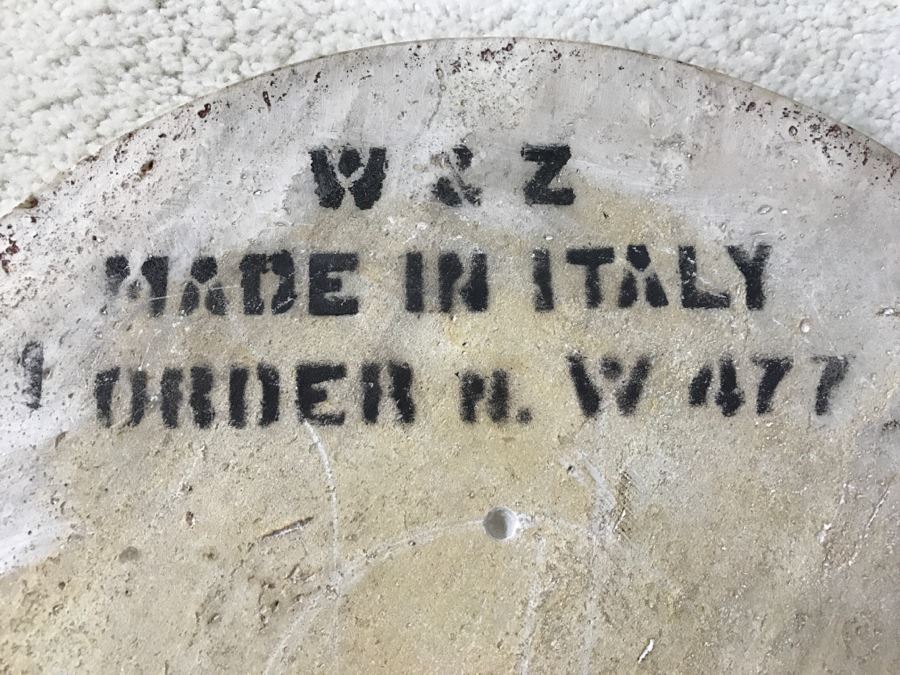 W & Z
MADE IN ITALY
ORDER N. W 477